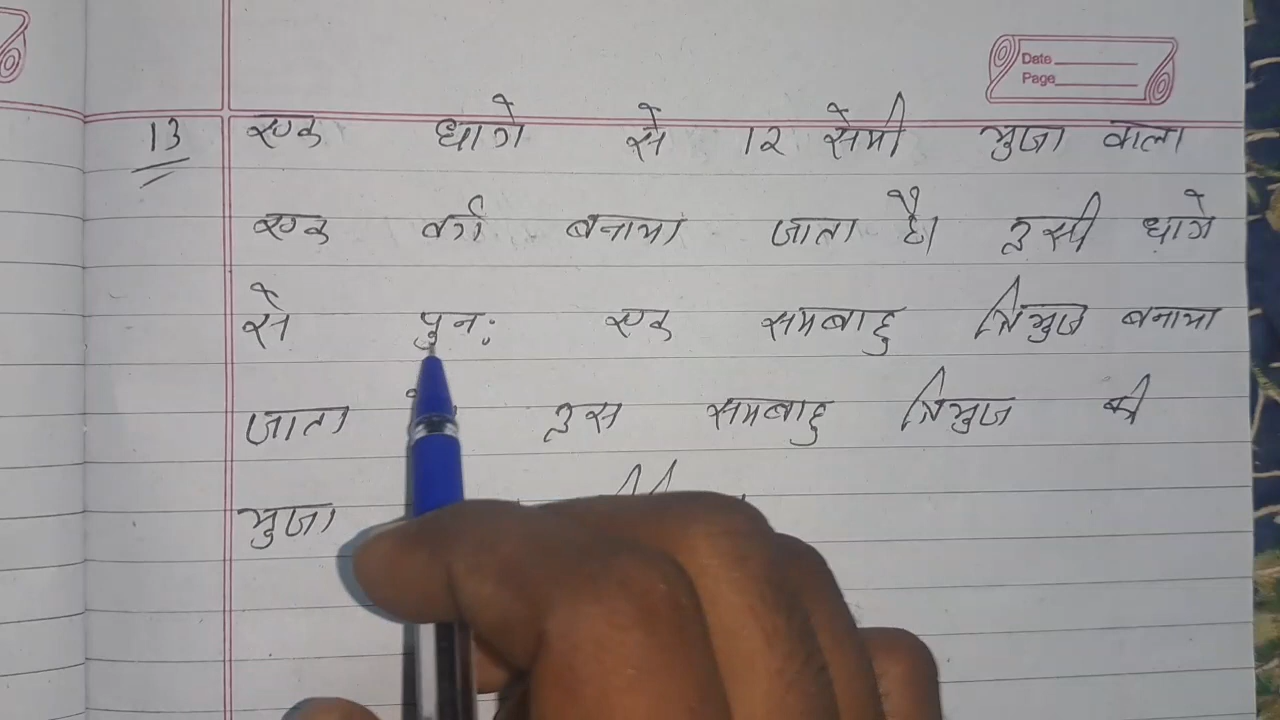 Date
Page
13 एक धागे से 12 सेमी भुजा वाला
एक वर्ग बनाया जाता है। इसी धागे
से पुनः एक समबाहु त्रिभुज बनाया
जाता इस समबाहु त्रिभुज की
भुजा